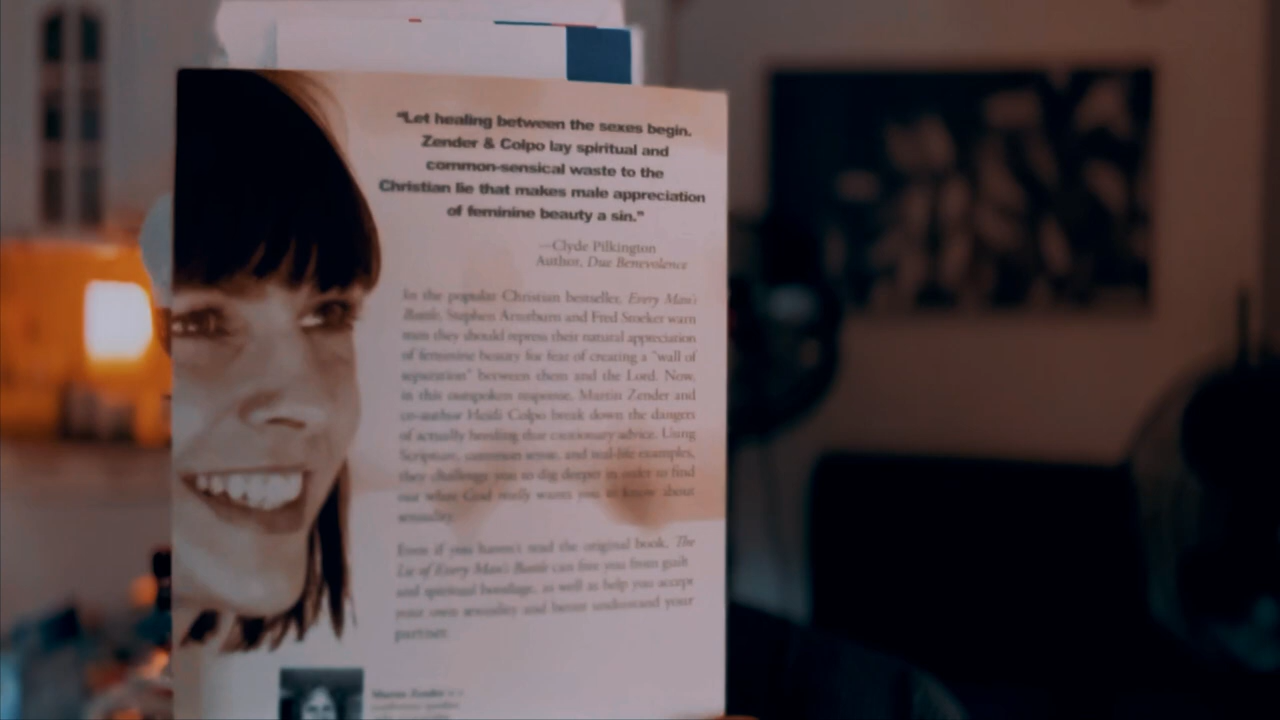 "Let healing between the sexes begin.
Zender & Colpo lay spiritual and
common-sensical waste to the
Christian lie that makes male appreciation
of feminine beauty a sin."
—Clyde Pilkington
Author, Due Benevolence
In the popular Christian bestseller, Every Man's
Battle, Stephen Arterburn and Fred Stoeker warn
men they should repress their natural appreciation
of feminine beauty for fear of creating a "wall of
separation" between them and the Lord. Now,
in this outspoken response, Martin Zender and
co-author Heidi Colpo break down the dangers
of actually heeding that cautionary advice. Using
Scripture, common sense, and real-life examples,
they challenge you to dig deeper in order to find
out what God really wants you to know about
sexuality.
Even if you haven't read the original book, The
Lie of Every Man's Battle can free you from guilt
and spiritual bondage, as well as help you accept
your own sexuality and better understand your
partner.
Martin Zender is a